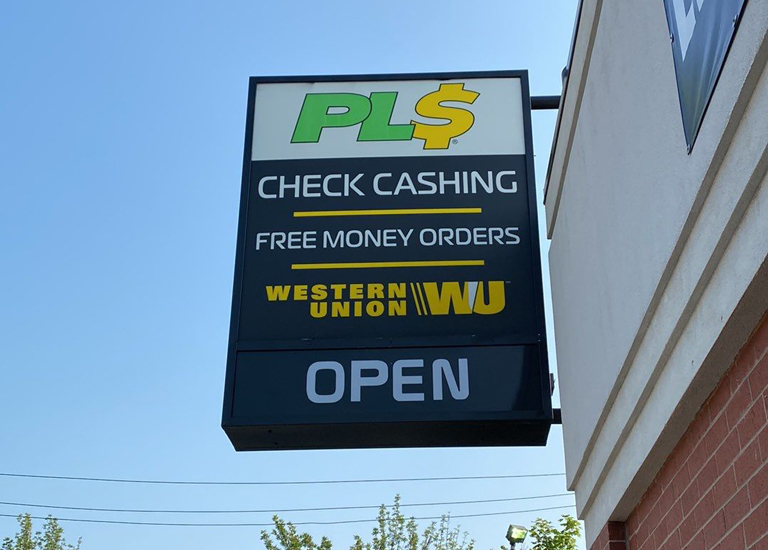 PL$
CHECK CASHING
FREE MONEY ORDERS
WESTERN
UNION WU
OPEN